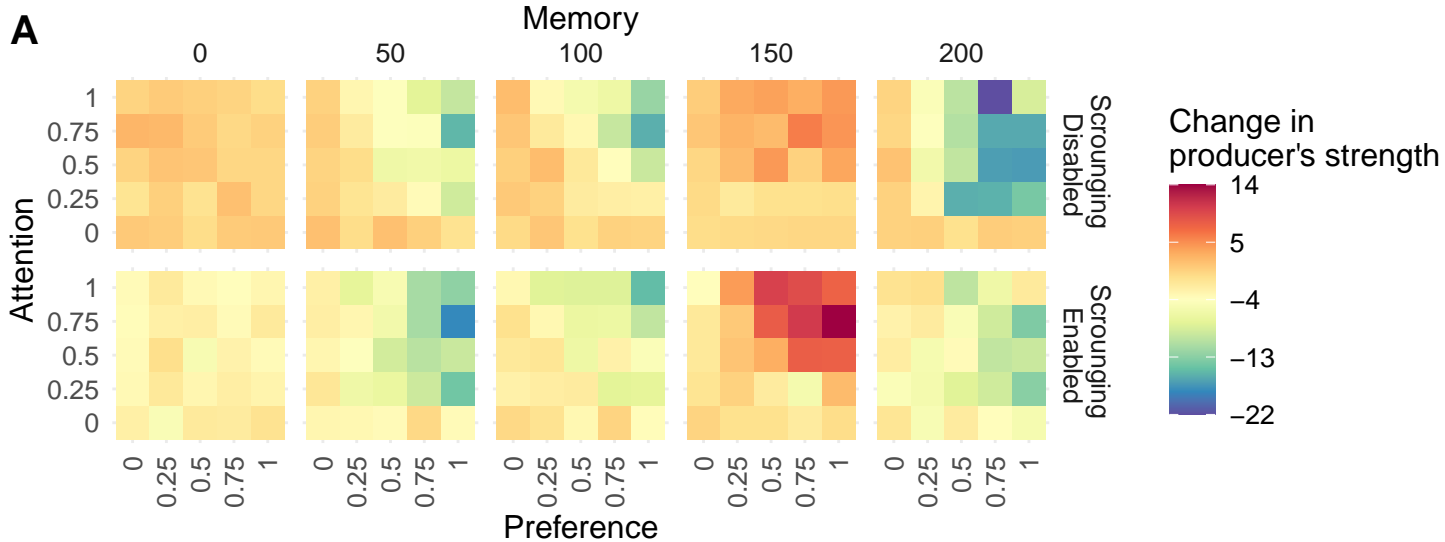 A
Memory
0 50 100 150 200
1
0.75
0.5
0.25
0
Scrounging
Disabled
Attention
1
0.75
0.5
0.25
0
Scrounging
Enabled
0 0.25 0.5 0.75 1 0 0.25 0.5 0.75 1 0 0.25 0.5 0.75 1 0 0.25 0.5 0.75 1 0 0.25 0.5 0.75 1
Preference
Change in
producer's strength
14
5
−4
−13
−22